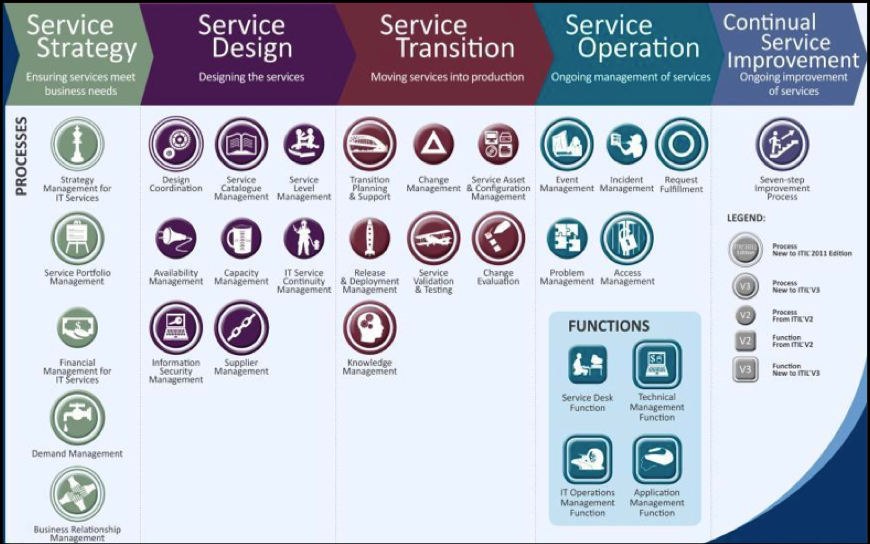 Service
Strategy
Ensuring services meet
business needs
Service
Design
Designing the services
Service
Transition
Moving services into production
Service
Operation
Ongoing management of services
Continual
Service
Improvement
Ongoing improvement
of services
PROCESSES
Strategy
Management for
IT Services
Service Portfolio
Management
Financial
Management for
IT Services
Demand Management
Business Relationship
Management
Design
Coordination
Service
Catalogue
Management
Service
Level
Management
Availability
Management
Capacity
Management
IT Service
Continuity
Management
Information
Security
Management
Supplier
Management
Transition
Planning
& Support
Change
Management
Service Asset
& Configuration
Management
Release
& Deployment
Management
Service
Validation
& Testing
Change
Evaluation
Knowledge
Management
Event
Management
Incident
Management
Request
Fulfillment
Problem
Management
Access
Management
FUNCTIONS
Service Desk
Function
Technical
Management
Function
IT Operations
Management
Function
Application
Management
Function
Seven-step
Improvement
Process
LEGEND:
ITIL 2011
Edition
Process
New to ITIL 2011 Edition
V3
Process
New to ITIL V3
V2
Process
From ITIL V2
V2
Function
From ITIL V2
V3
Function
New to ITIL V3